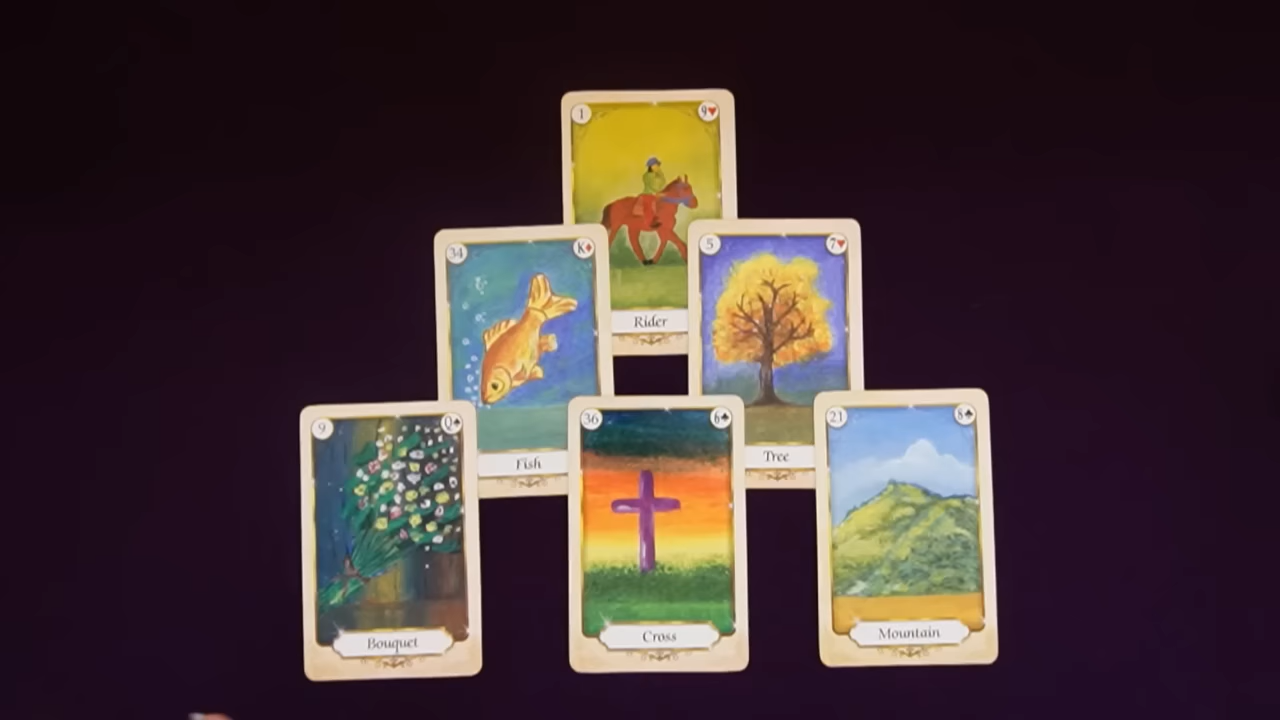 1 9♥
Rider
34 K♦
Fish
5 7♥
Tree
9 Q♠
Bouquet
36 6♠
Cross
21 8♠
Mountain